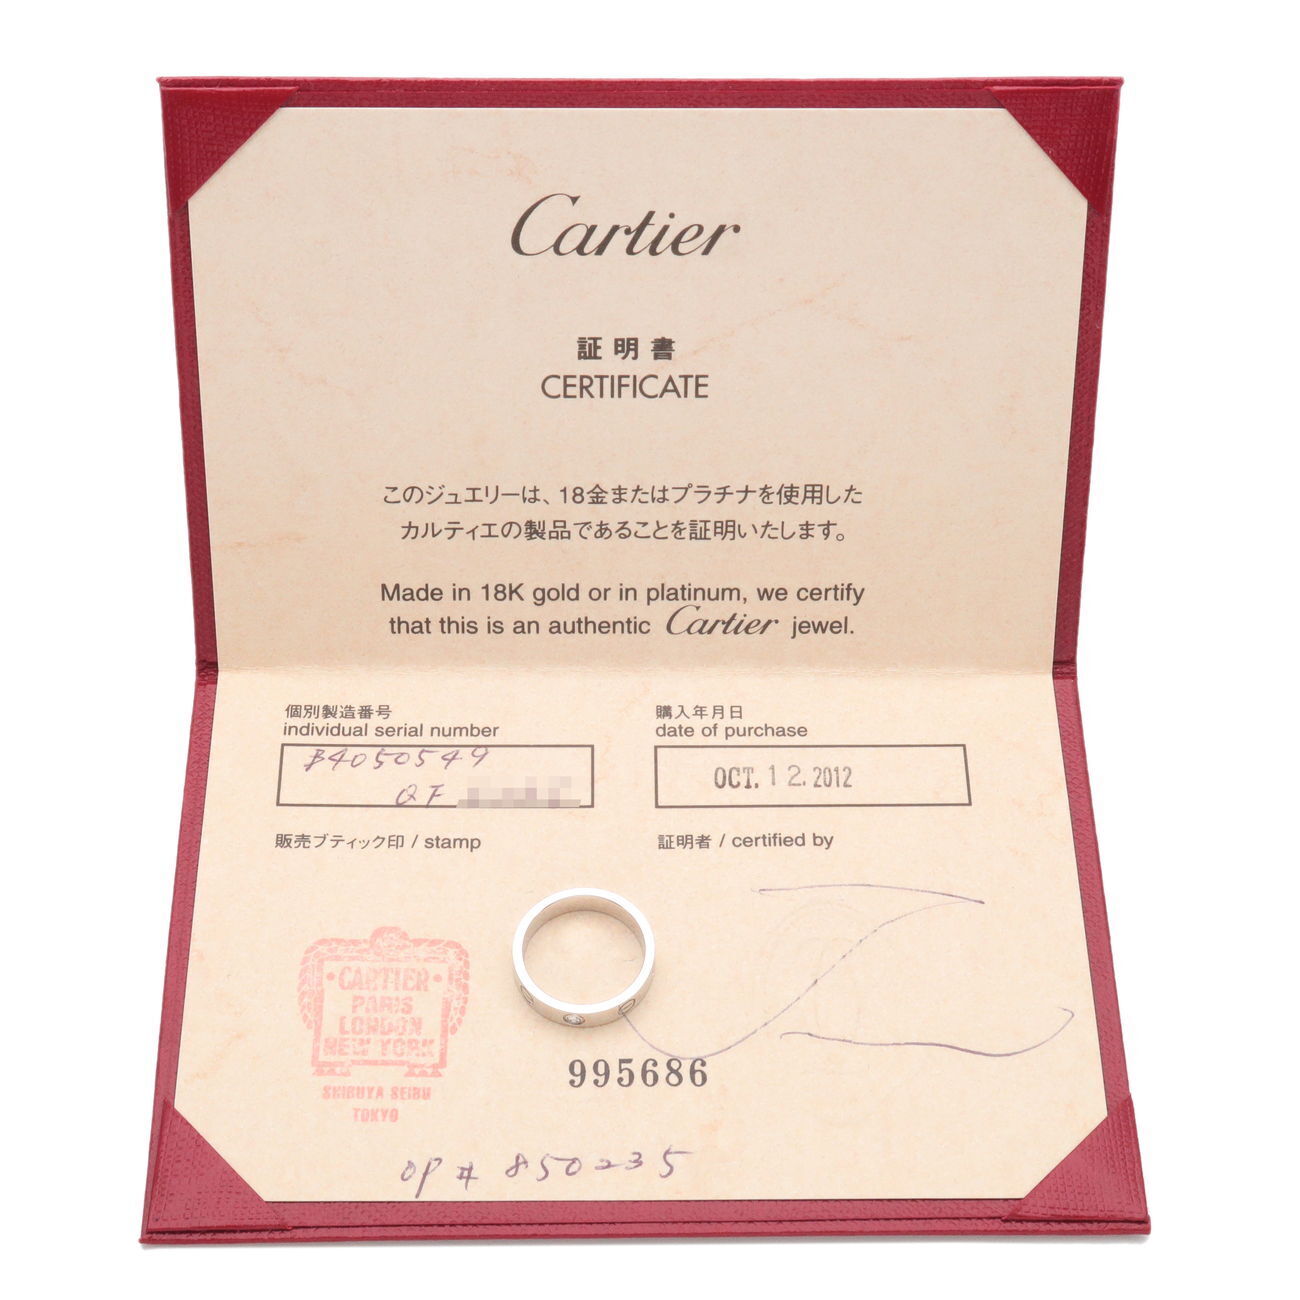 Cartier
証明書
CERTIFICATE
このジュエリーは、18金またはプラチナを使用した
カルティエの製品であることを証明いたします。
Made in 18K gold or in platinum, we certify
that this is an authentic Cartier jewel.
個別製造番号
individual serial number
B4050549
QF
購入年月日
date of purchase
OCT. 12. 2012
販売ブティック印 / stamp
証明者 / certified by
CARTIER
PARIS
LONDON
NEW YORK
SHIBUYA SEIBU
TOKYO
995686
OP# 850235